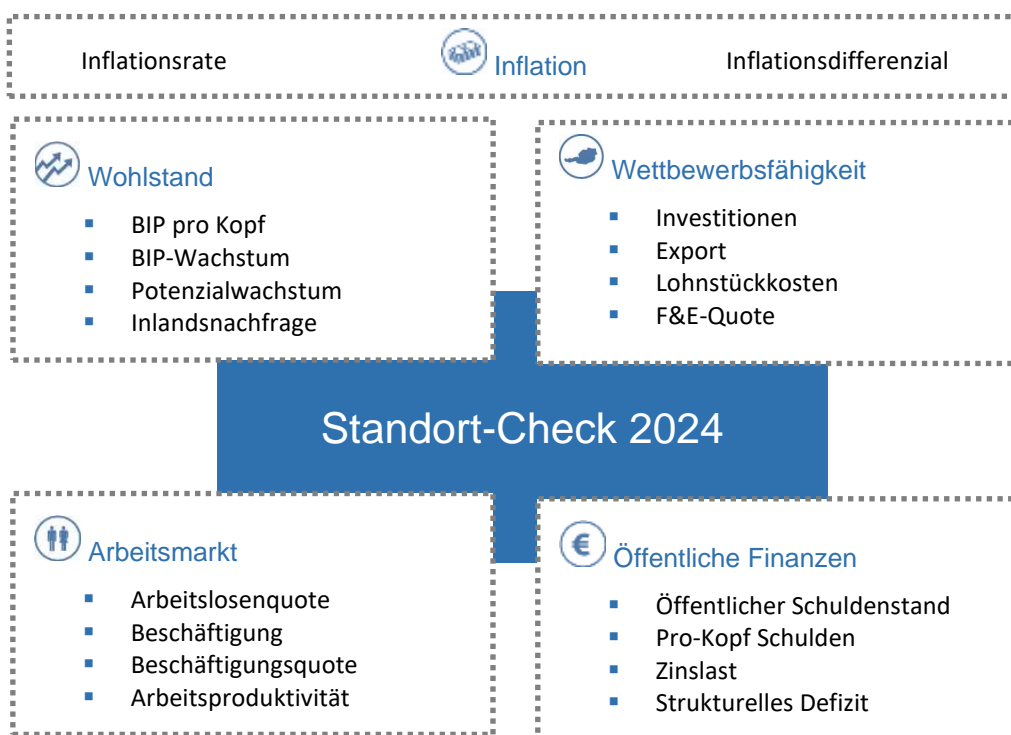 Inflationsrate Inflation Inflationsdifferenzial
Wohlstand
BIP pro Kopf
BIP-Wachstum
Potenzialwachstum
Inlandsnachfrage
Wettbewerbsfähigkeit
Investitionen
Export
Lohnstückkosten
F&E-Quote
Standort-Check 2024
Arbeitsmarkt
Arbeitslosenquote
Beschäftigung
Beschäftigungsquote
Arbeitsproduktivität
€
Öffentliche Finanzen
Öffentlicher Schuldenstand
Pro-Kopf Schulden
Zinslast
Strukturelles Defizit